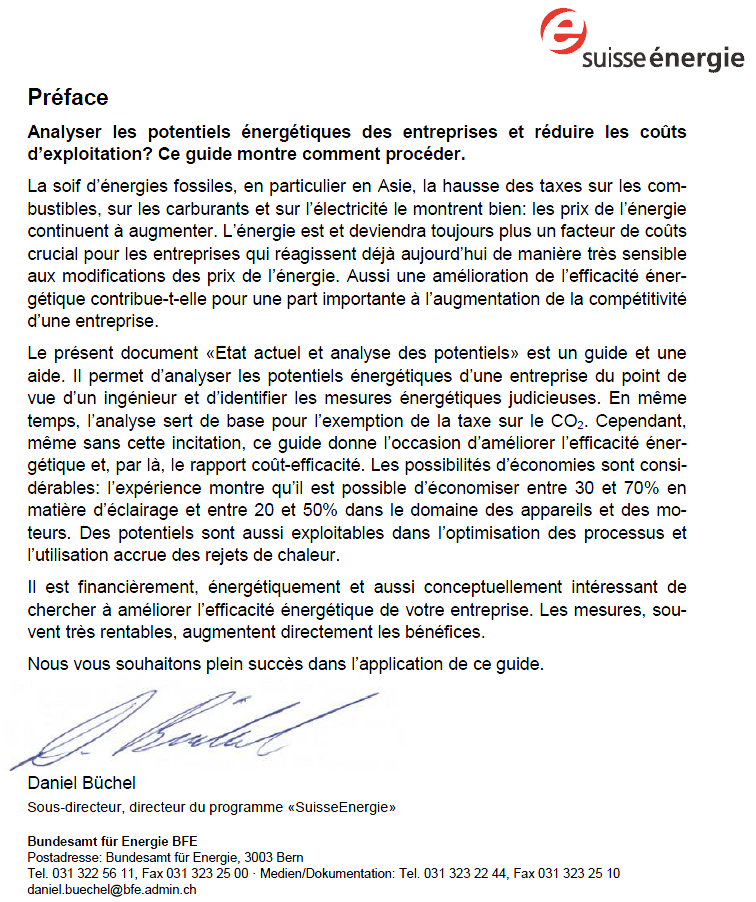 suisse énergie
Préface
Analyser les potentiels énergétiques des entreprises et réduire les coûts
d’exploitation? Ce guide montre comment procéder.
La soif d’énergies fossiles, en particulier en Asie, la hausse des taxes sur les com-
bustibles, sur les carburants et sur l’électricité le montrent bien: les prix de l’énergie
continuent à augmenter. L’énergie est et deviendra toujours plus un facteur de coûts
crucial pour les entreprises qui réagissent déjà aujourd’hui de manière très sensible
aux modifications des prix de l’énergie. Aussi une amélioration de l’efficacité éner-
gétique contribue-t-elle pour une part importante à l’augmentation de la compétitivité
d’une entreprise.
Le présent document «Etat actuel et analyse des potentiels» est un guide et une
aide. Il permet d’analyser les potentiels énergétiques d’une entreprise du point de
vue d’un ingénieur et d’identifier les mesures énergétiques judicieuses. En même
temps, l’analyse sert de base pour l’exemption de la taxe sur le CO₂. Cependant,
même sans cette incitation, ce guide donne l’occasion d’améliorer l’efficacité éner-
gétique et, par là, le rapport coût-efficacité. Les possibilités d’économies sont consi-
dérables: l’expérience montre qu’il est possible d’économiser entre 30 et 70% en
matière d’éclairage et entre 20 et 50% dans le domaine des appareils et des mo-
teurs. Des potentiels sont aussi exploitables dans l’optimisation des processus et
l’utilisation accrue des rejets de chaleur.
Il est financièrement, énergétiquement et aussi conceptuellement intéressant de
chercher à améliorer l’efficacité énergétique de votre entreprise. Les mesures, sou-
vent très rentables, augmentent directement les bénéfices.
Nous vous souhaitons plein succès dans l’application de ce guide.
Daniel Büchel
Sous-directeur, directeur du programme «SuisseEnergie»
Bundesamt für Energie BFE
Postadresse: Bundesamt für Energie, 3003 Bern
Tel. 031 322 56 11, Fax 031 323 25 00 · Medien/Dokumentation: Tel. 031 323 22 44, Fax 031 323 25 10
daniel.buechel@bfe.admin.ch